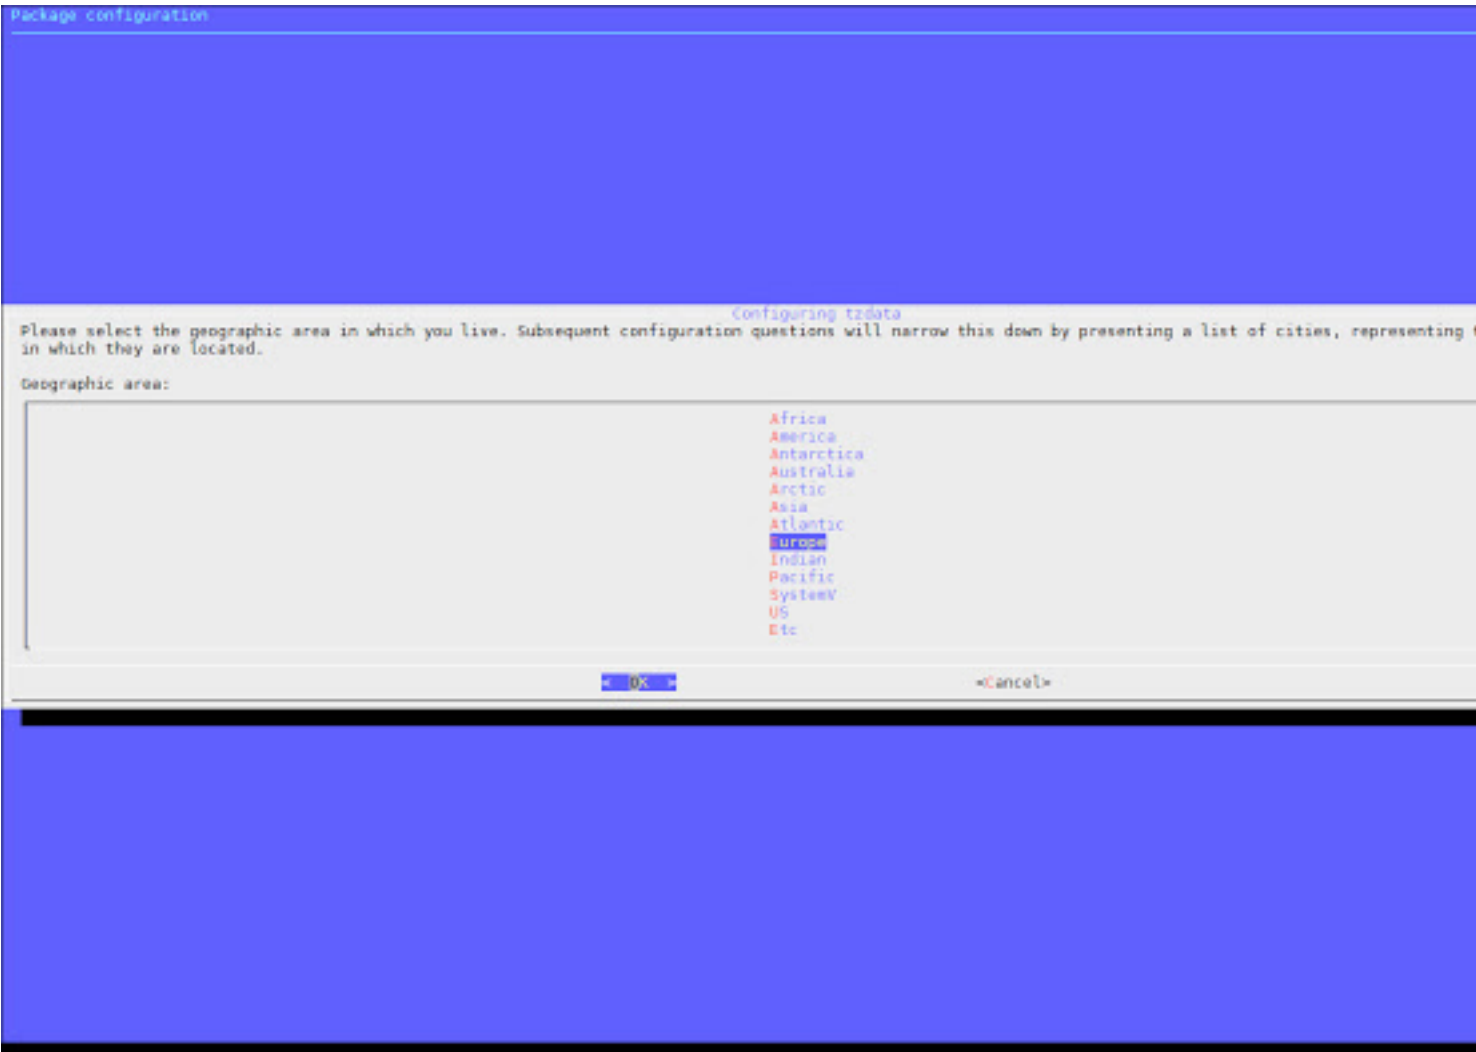 Package configuration
Configuring tzdata
Please select the geographic area in which you live. Subsequent configuration questions will narrow this down by presenting a list of cities, representing
in which they are located.
Geographic area:
Africa
America
Antarctica
Australia
Arctic
Asia
Atlantic
Europe
Indian
Pacific
SystemV
US
Etc
< Ok > <Cancel>